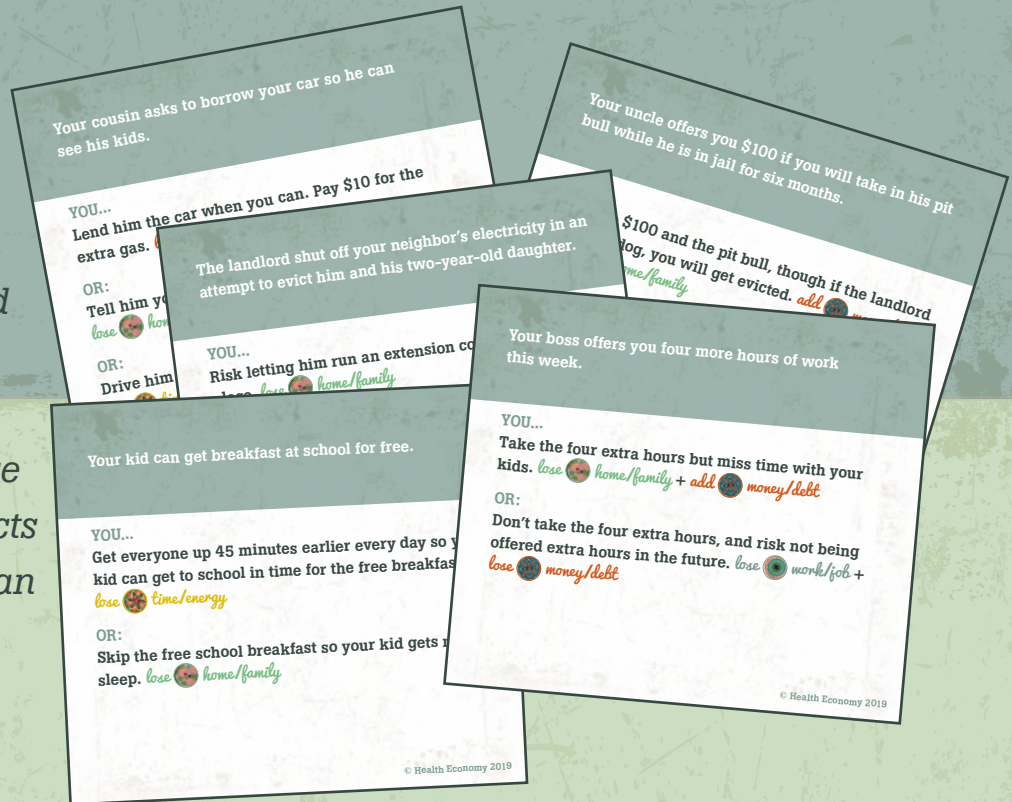 Your cousin asks to borrow your car so he can
see his kids.
YOU...
Lend him the car when you can. Pay $10 for the
extra gas.
OR:
Tell him
lose
OR:
Drive him
Your uncle offers you $100 if you will take in his pit
bull while he is in jail for six months.
$100 and the pit bull, though if the landlord
dog, you will get evicted. add
home/family
The landlord shut off your neighbor's electricity in an
attempt to evict him and his two-year-old daughter.
YOU...
Risk letting him run an extension
lose home/family
Your boss offers you four more hours of work
this week.
YOU...
Take the four extra hours but miss time with your
kids. lose home/family + add money/debt
OR:
Don't take the four extra hours, and risk not being
offered extra hours in the future. lose work/job +
lose money/debt
© Health Economy 2019
Your kid can get breakfast at school for free.
YOU...
Get everyone up 45 minutes earlier every day so
kid can get to school in time for the free breakfas
lose time/energy
OR:
Skip the free school breakfast so your kid gets
sleep. lose home/family
© Health Economy 2019